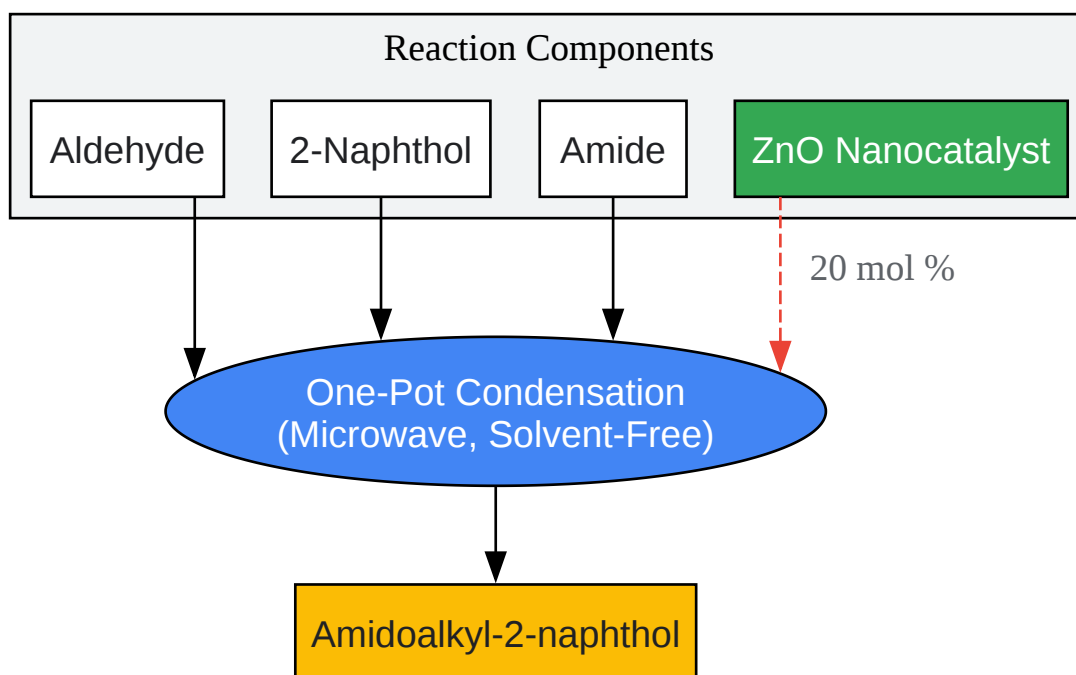 Reaction Components
Aldehyde
2-Naphthol
Amide
ZnO Nanocatalyst
20 mol %
One-Pot Condensation
(Microwave, Solvent-Free)
Amidoalkyl-2-naphthol